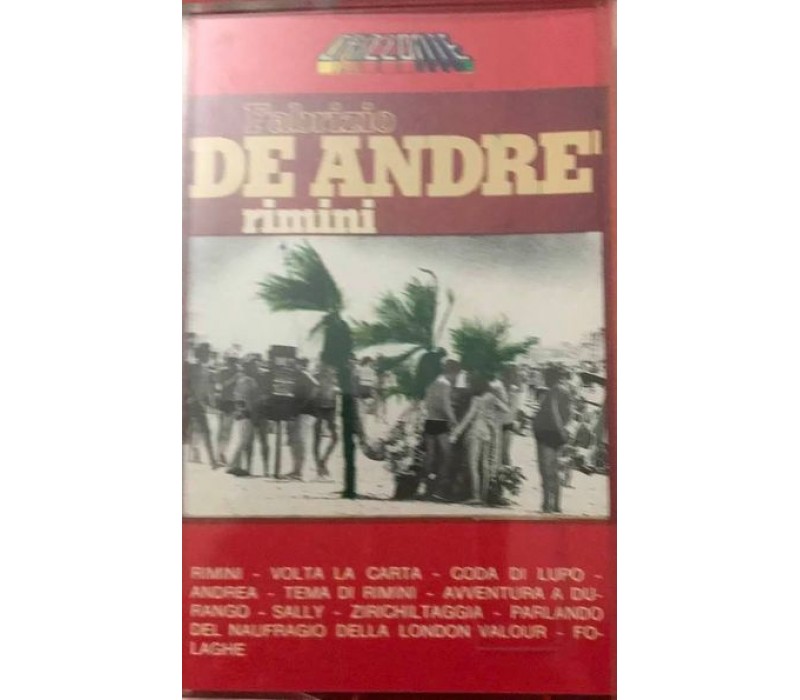 ORIZZONTE
Fabrizio
DE ANDRE'
rimini
RIMINI - VOLTA LA CARTA - CODA DI LUPO -
ANDREA - TEMA DI RIMINI - AVVENTURA A DU-
RANGO - SALLY - ZIRICHILTAGGIA - PARLANDO
DEL NAUFRAGIO DELLA LONDON VALOUR - FO-
LAGHE